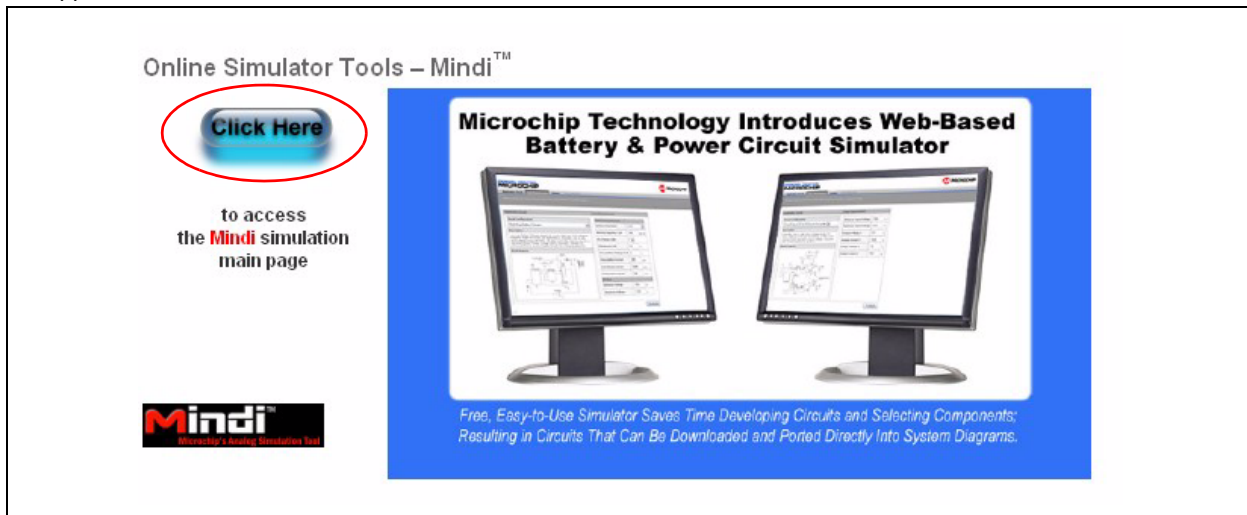 Online Simulator Tools – Mindi™
Click Here
to access
the Mindi simulation
main page
Microchip Technology Introduces Web-Based
Battery & Power Circuit Simulator
MICROCHIP
MICROCHIP
Mindi™
Microchip's Analog Simulation Tool
Free, Easy-to-Use Simulator Saves Time Developing Circuits and Selecting Components;
Resulting in Circuits That Can Be Downloaded and Ported Directly Into System Diagrams.